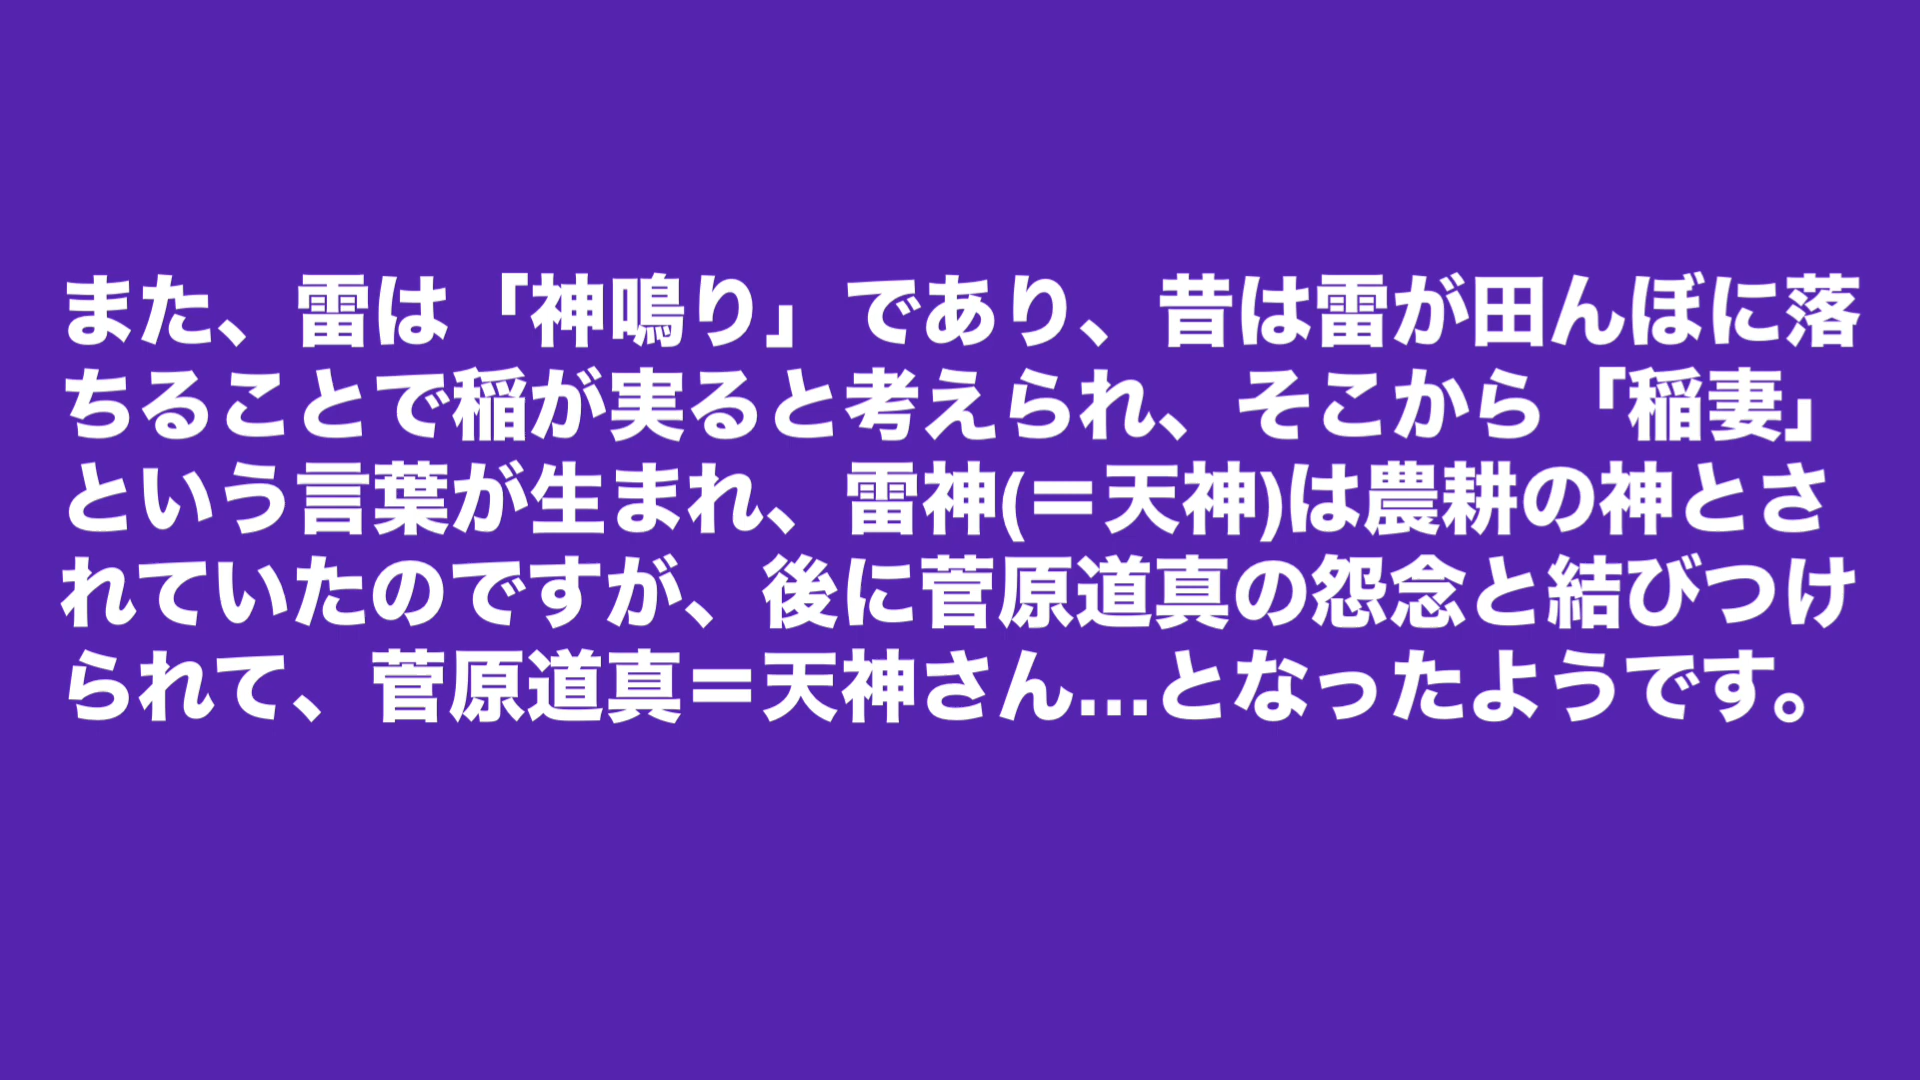 また、雷は「神鳴り」であり、昔は雷が田んぼに落
ちることで稲が実ると考えられ、そこから「稲妻」
という言葉が生まれ、雷神(＝天神)は農耕の神とさ
れていたのですが、後に菅原道真の怨念と結びつけ
られて、菅原道真＝天神さん...となったようです。